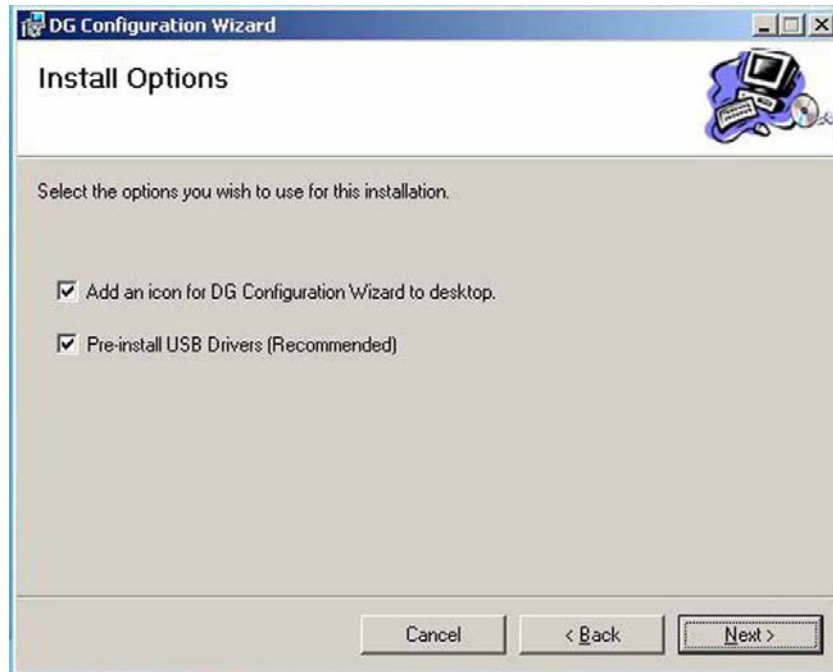 DG Configuration Wizard
Install Options
Select the options you wish to use for this installation.
Add an icon for DG Configuration Wizard to desktop.
Pre-install USB Drivers (Recommended)
Cancel
< Back
Next >